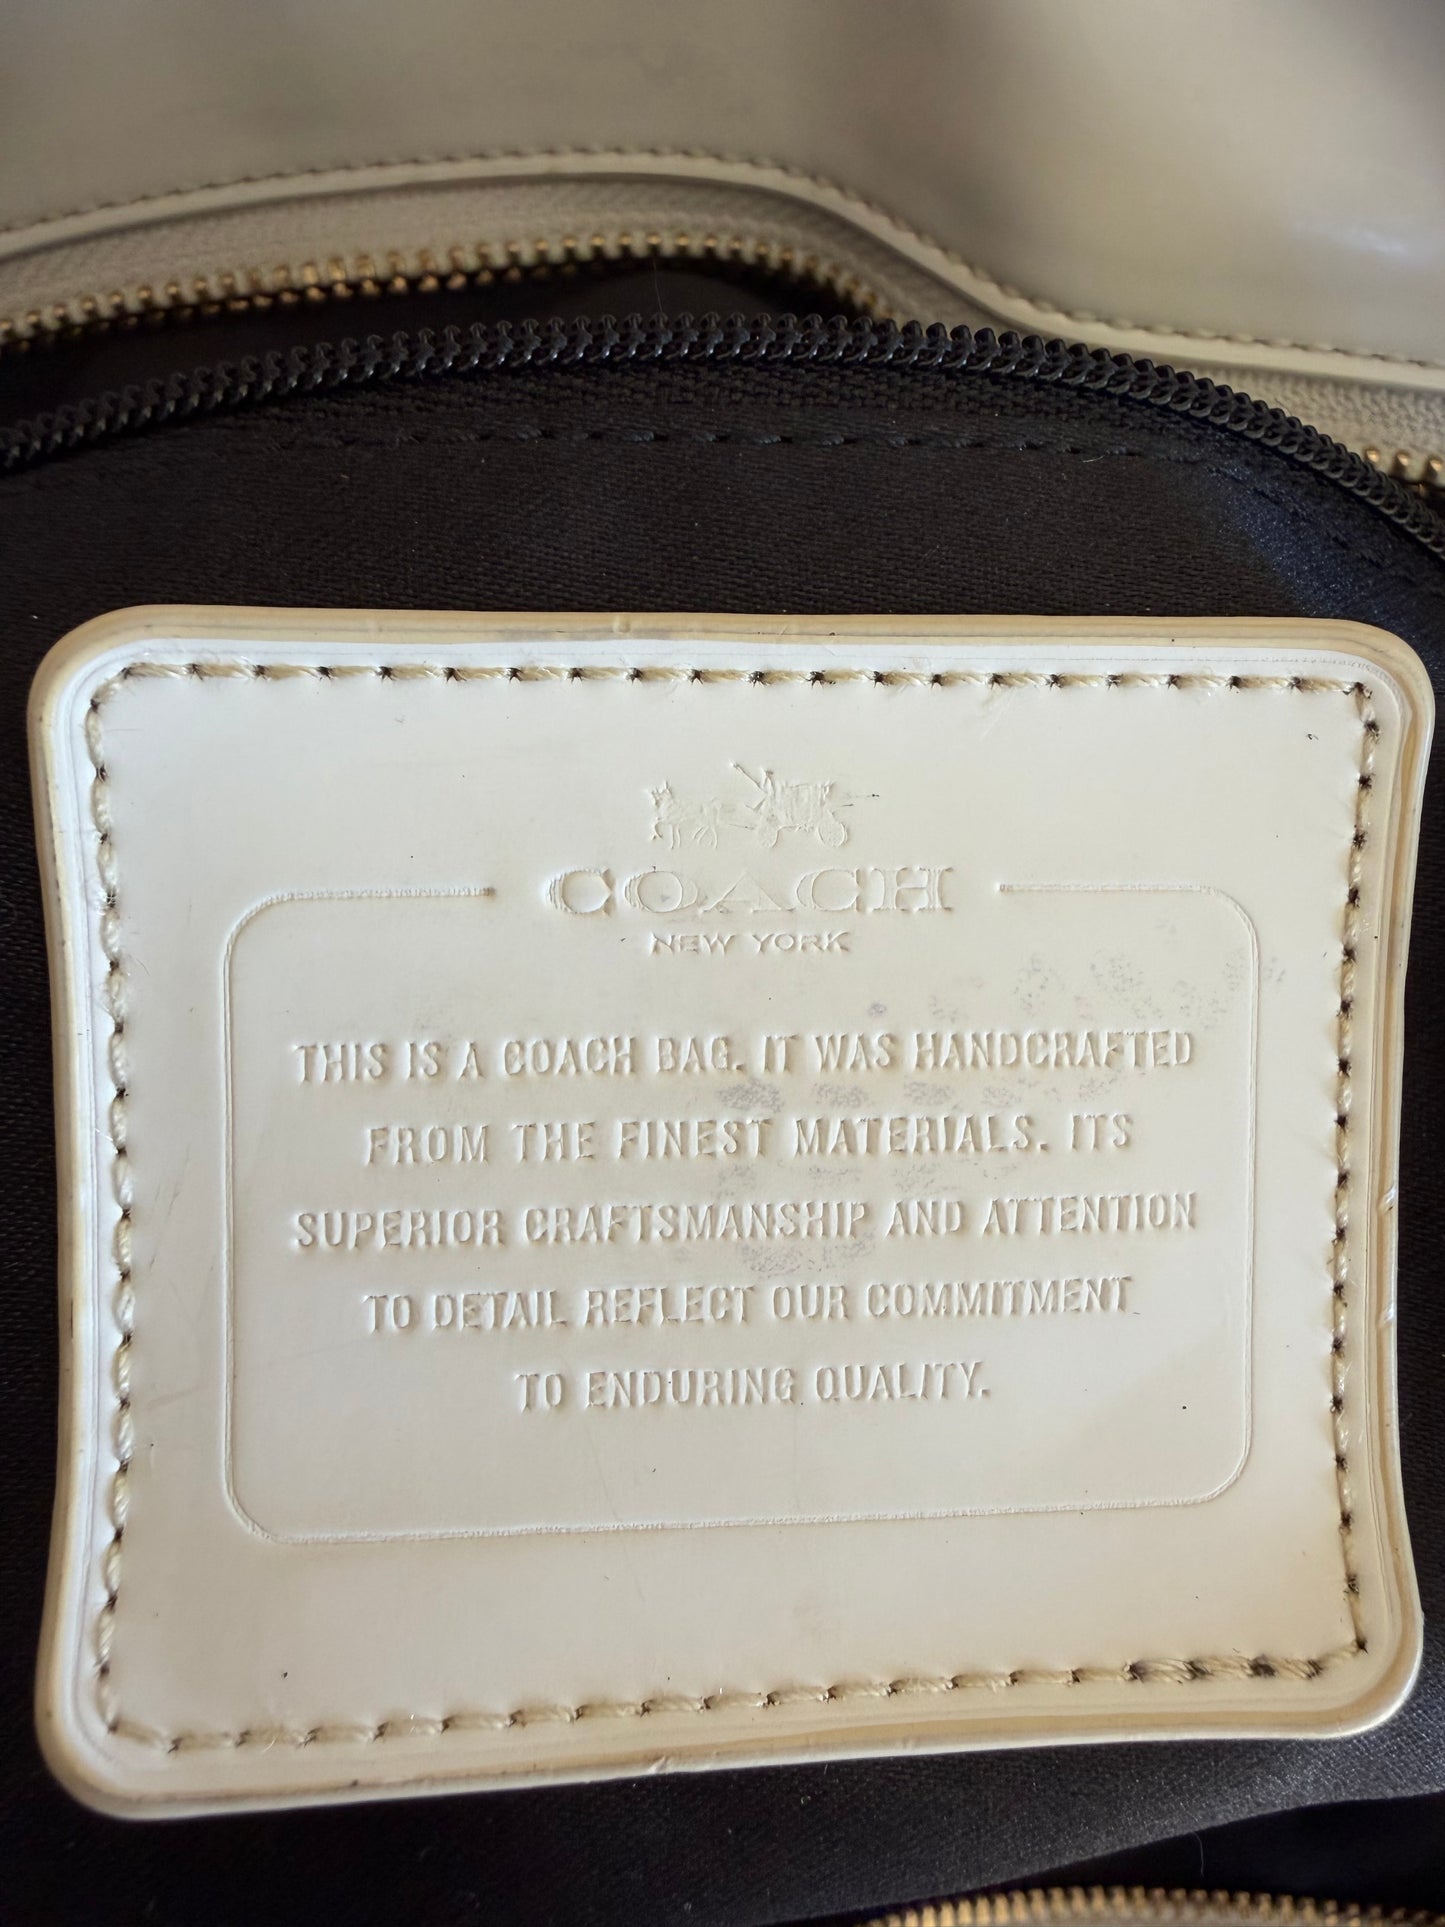 COACH
NEW YORK
THIS IS A COACH BAG. IT WAS HANDCRAFTED
FROM THE FINEST MATERIALS. ITS
SUPERIOR CRAFTSMANSHIP AND ATTENTION
TO DETAIL REFLECT OUR COMMITMENT
TO ENDURING QUALITY.